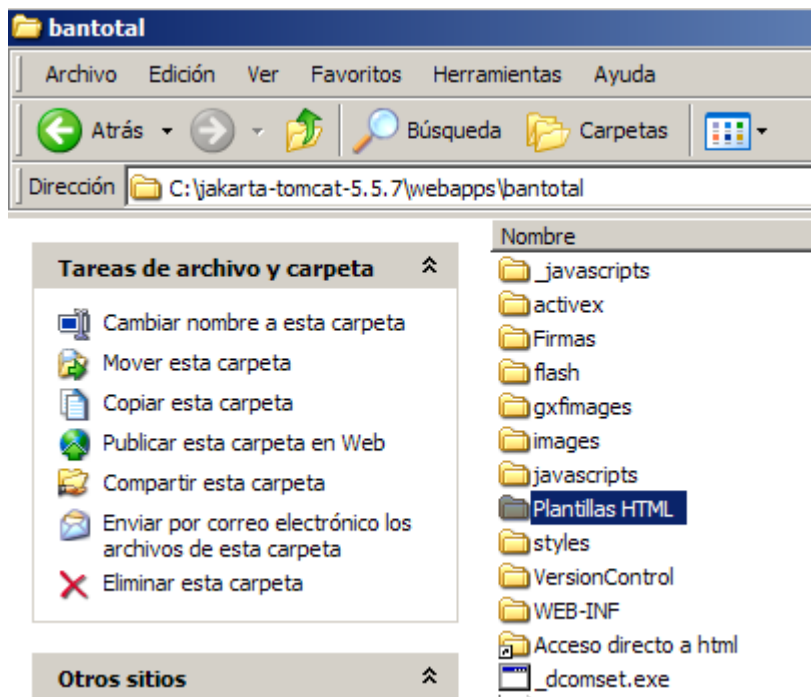 bantotal
Archivo Edición Ver Favoritos Herramientas Ayuda
Atrás Búsqueda Carpetas
Dirección C:\jakarta-tomcat-5.5.7\webapps\bantotal
Tareas de archivo y carpeta
Cambiar nombre a esta carpeta
Mover esta carpeta
Copiar esta carpeta
Publicar esta carpeta en Web
Compartir esta carpeta
Enviar por correo electrónico los
archivos de esta carpeta
Eliminar esta carpeta
Otros sitios
Nombre
_javascripts
activex
Firmas
flash
gxfimages
images
javascripts
Plantillas HTML
styles
VersionControl
WEB-INF
Acceso directo a html
_dcomset.exe